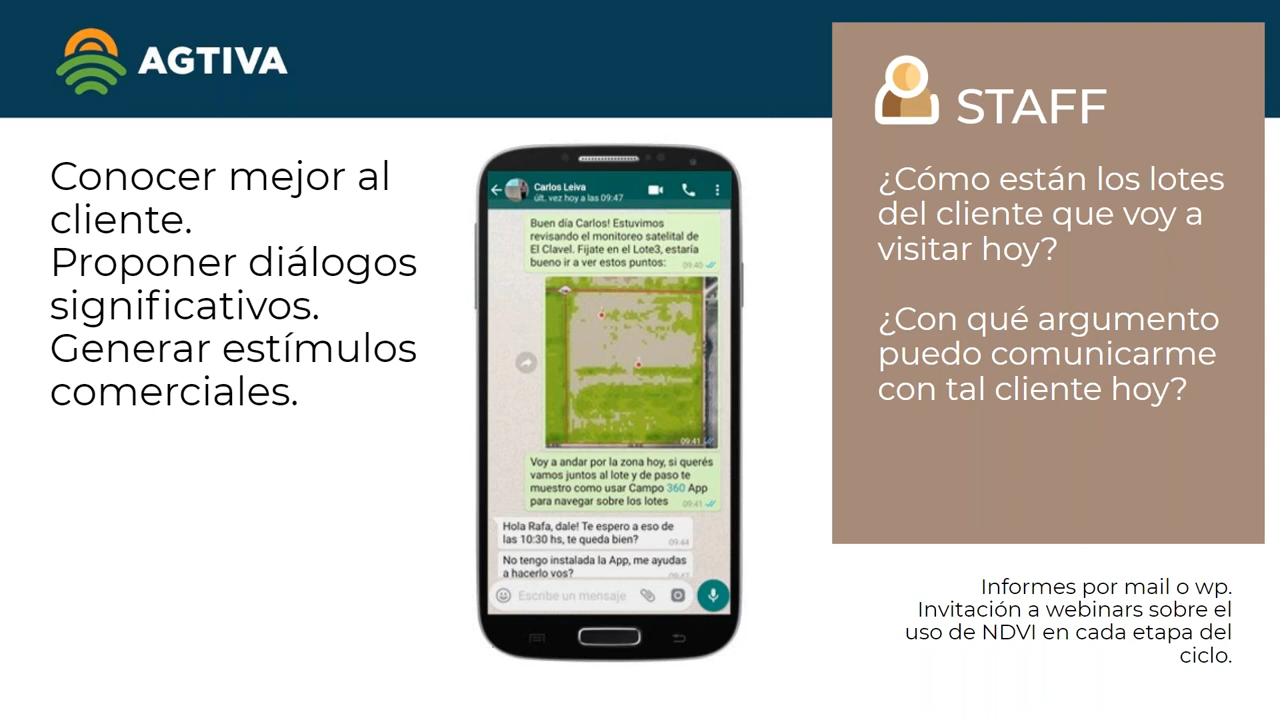 AGTIVA
STAFF
Conocer mejor al
cliente.
Proponer diálogos
significativos.
Generar estímulos
comerciales.
Carlos Leiva
últ. vez hoy a las 09:47
Buen día Carlos! Estuvimos
revisando el monitoreo satelital de
El Clavel. Fijate en el Lote3, estaría
bueno ir a ver estos puntos:
09:40
09:41
Voy a andar por la zona hoy, si querés
vamos juntos al lote y de paso te
muestro como usar Campo 360 App
para navegar sobre los lotes
09:41
Hola Rafa, dale! Te espero a eso de
las 10:30 hs, te queda bien?
09:44
No tengo instalada la App, me ayudas
a hacerlo vos?
09:47
Escribe un mensaje
¿Cómo están los lotes
del cliente que voy a
visitar hoy?
¿Con qué argumento
puedo comunicarme
con tal cliente hoy?
Informes por mail o wp.
Invitación a webinars sobre el
uso de NDVI en cada etapa del
ciclo.